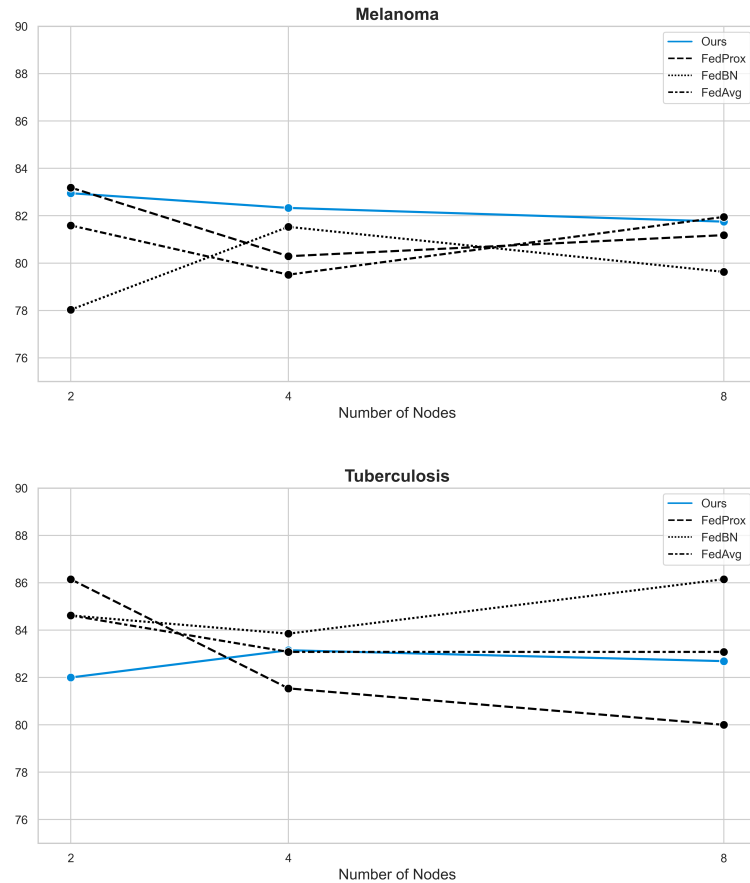 Melanoma
90
88
86
84
82
80
78
76
2
4
8
Number of Nodes
Ours
FedProx
FedBN
FedAvg
Tuberculosis
90
88
86
84
82
80
78
76
2
4
8
Number of Nodes
Ours
FedProx
FedBN
FedAvg